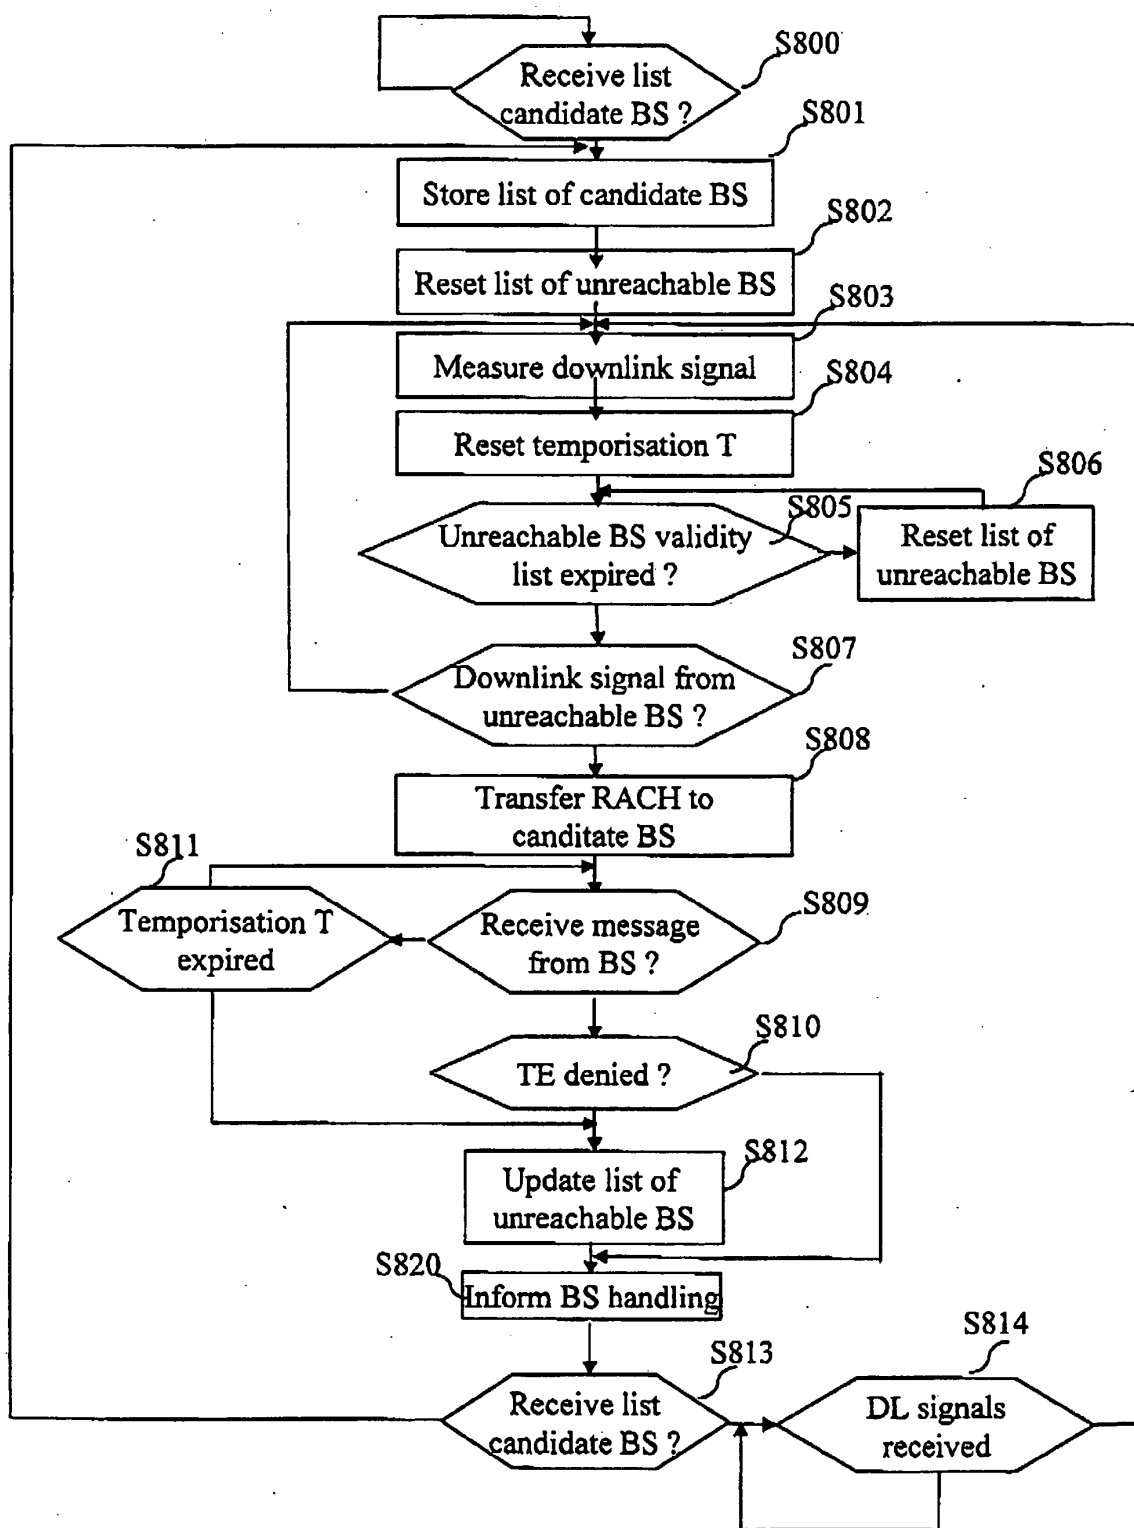 S800
Receive list
candidate BS ?
S801
Store list of candidate BS
S802
Reset list of unreachable BS
S803
Measure downlink signal
S804
Reset temporisation T
S806
S805
Unreachable BS validity
list expired ?
Reset list of
unreachable BS
S807
Downlink signal from
unreachable BS ?
S808
Transfer RACH to
canditate BS
S811
Temporisation T
expired
S809
Receive message
from BS ?
S810
TE denied ?
S812
Update list of
unreachable BS
S820
Inform BS handling
S813
Receive list
candidate BS ?
S814
DL signals
received